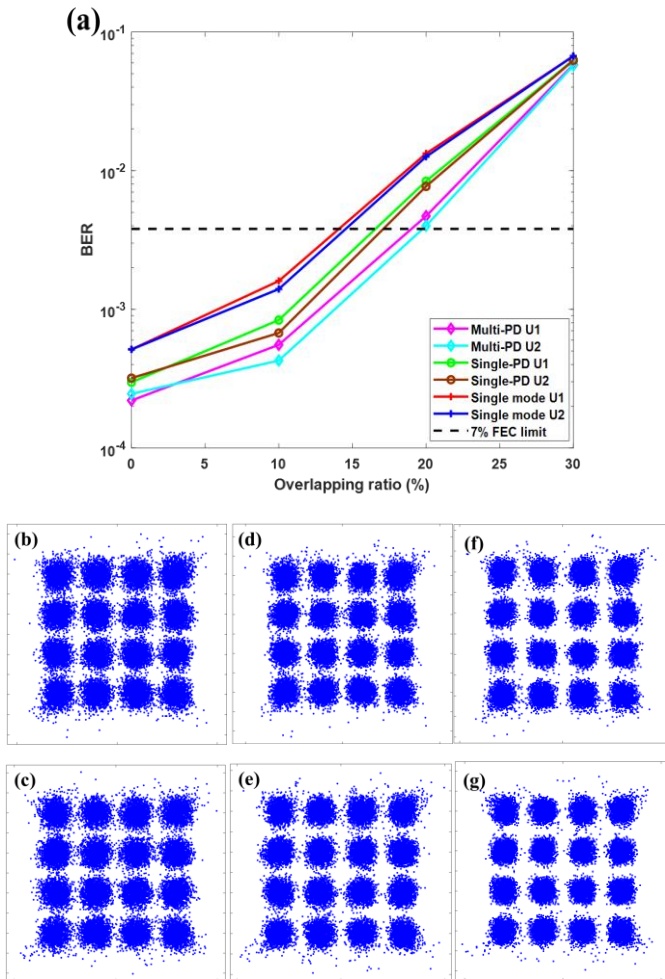 (a)
10⁻¹
10⁻²
10⁻³
10⁻⁴
BER
0 5 10 15 20 25 30
Overlapping ratio (%)
Multi-PD U1
Multi-PD U2
Single-PD U1
Single-PD U2
Single mode U1
Single mode U2
7% FEC limit
(b)
(d)
(f)
(c)
(e)
(g)